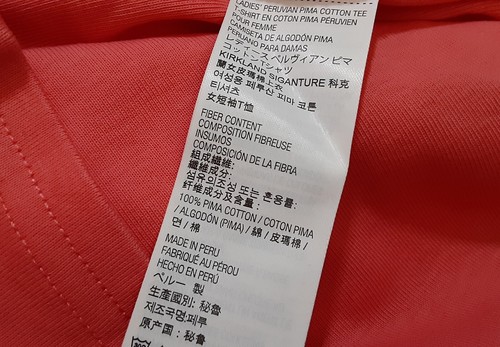 LADIES' PERUVIAN PIMA COTTON TEE
T-SHIRT EN COTON PIMA PÉRUVIEN
POUR FEMME
CAMISETA DE ALGODÓN PIMA
PERUANO PARA DAMAS
レディース ペルヴィアン ピマ
コットン Tシャツ
KIRKLAND SIGANTURE 科克
蘭女皮瑪棉上衣
여성용 페루산 피마 코튼
티셔츠
女短袖T恤
FIBER CONTENT
COMPOSITION FIBREUSE
INSUMOS
COMPOSICIÓN DE LA FIBRA
組成纖維:
纖維成分:
섬유의조성 또는 혼용률:
纤维成分及含量:
100% PIMA COTTON / COTON PIMA
/ ALGODÓN (PIMA) / 綿 / 皮瑪棉 /
면 / 棉
MADE IN PERU
FABRIQUÉ AU PÉROU
HECHO EN PERÚ
ペルー 製
生產國別: 秘魯
제조국명:페루
原产国: 秘鲁